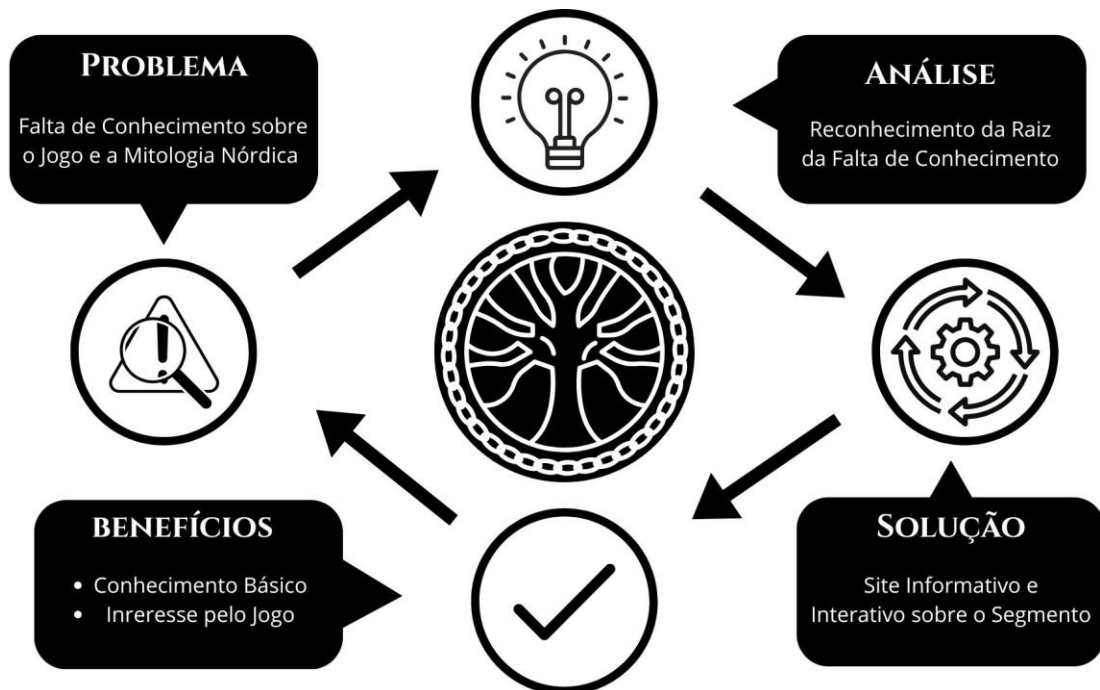 PROBLEMA
Falta de Conhecimento sobre
o Jogo e a Mitologia Nórdica
ANÁLISE
Reconhecimento da Raiz
da Falta de Conhecimento
SOLUÇÃO
Site Informativo e
Interativo sobre o Segmento
BENEFÍCIOS
• Conhecimento Básico
• Inreresse pelo Jogo